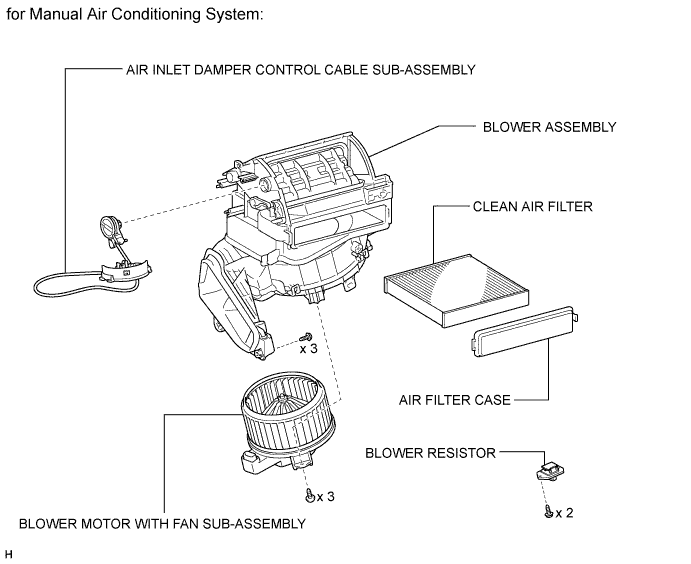 for Manual Air Conditioning System:
AIR INLET DAMPER CONTROL CABLE SUB-ASSEMBLY
BLOWER ASSEMBLY
CLEAN AIR FILTER
x 3
AIR FILTER CASE
BLOWER RESISTOR
x 3
x 2
BLOWER MOTOR WITH FAN SUB-ASSEMBLY
H